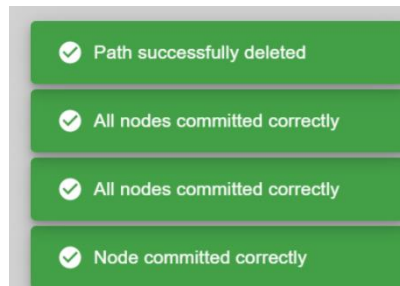 Path successfully deleted
All nodes committed correctly
All nodes committed correctly
Node committed correctly